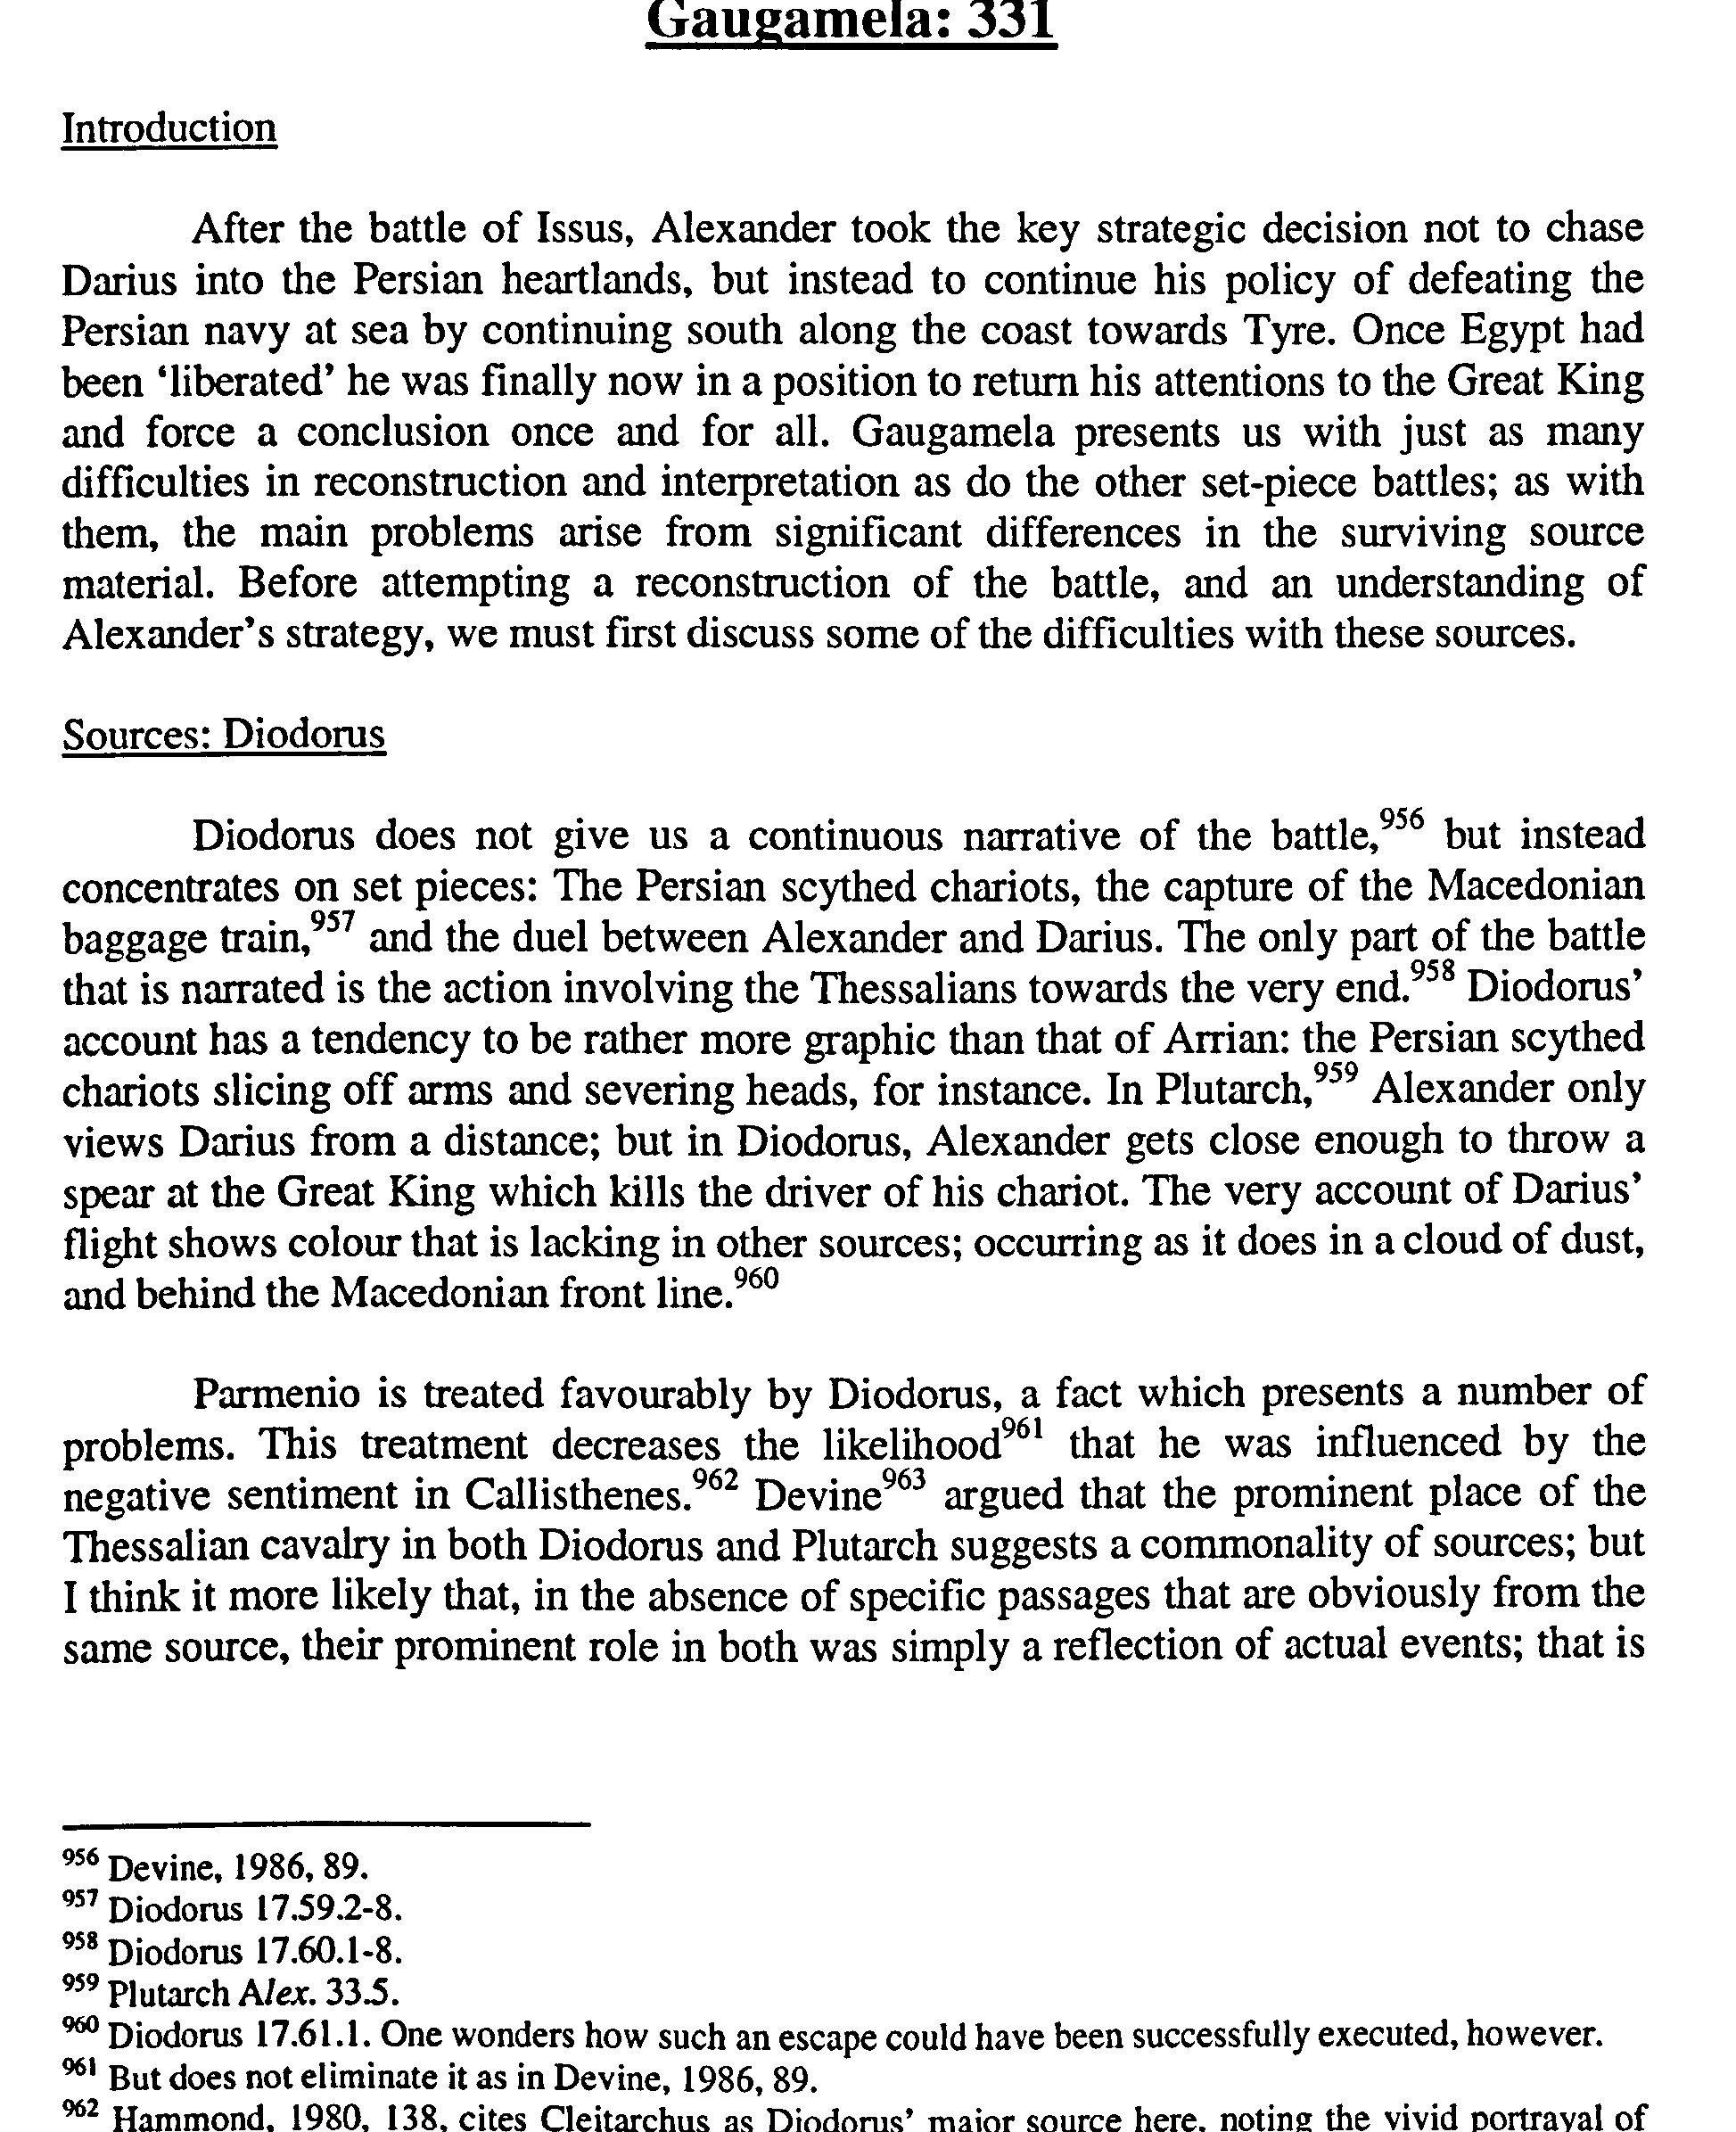 Gaugamela: 331
Introduction
After the battle of Issus, Alexander took the key strategic decision not to chase
Darius into the Persian heartlands, but instead to continue his policy of defeating the
Persian navy at sea by continuing south along the coast towards Tyre. Once Egypt had
been ‘liberated’ he was finally now in a position to return his attentions to the Great King
and force a conclusion once and for all. Gaugamela presents us with just as many
difficulties in reconstruction and interpretation as do the other set-piece battles; as with
them, the main problems arise from significant differences in the surviving source
material. Before attempting a reconstruction of the battle, and an understanding of
Alexander’s strategy, we must first discuss some of the difficulties with these sources.
Sources: Diodorus
Diodorus does not give us a continuous narrative of the battle,956 but instead
concentrates on set pieces: The Persian scythed chariots, the capture of the Macedonian
baggage train,957 and the duel between Alexander and Darius. The only part of the battle
that is narrated is the action involving the Thessalians towards the very end.958 Diodorus’
account has a tendency to be rather more graphic than that of Arrian: the Persian scythed
chariots slicing off arms and severing heads, for instance. In Plutarch,959 Alexander only
views Darius from a distance; but in Diodorus, Alexander gets close enough to throw a
spear at the Great King which kills the driver of his chariot. The very account of Darius’
flight shows colour that is lacking in other sources; occurring as it does in a cloud of dust,
and behind the Macedonian front line.960
Parmenio is treated favourably by Diodorus, a fact which presents a number of
problems. This treatment decreases the likelihood961 that he was influenced by the
negative sentiment in Callisthenes.962 Devine963 argued that the prominent place of the
Thessalian cavalry in both Diodorus and Plutarch suggests a commonality of sources; but
I think it more likely that, in the absence of specific passages that are obviously from the
same source, their prominent role in both was simply a reflection of actual events; that is
956 Devine, 1986, 89.
957 Diodorus 17.59.2-8.
958 Diodorus 17.60.1-8.
959 Plutarch Alex. 33.5.
960 Diodorus 17.61.1. One wonders how such an escape could have been successfully executed, however.
961 But does not eliminate it as in Devine, 1986, 89.
962 Hammond, 1980, 138, cites Cleitarchus as Diodorus’ major source here, noting the vivid portrayal of